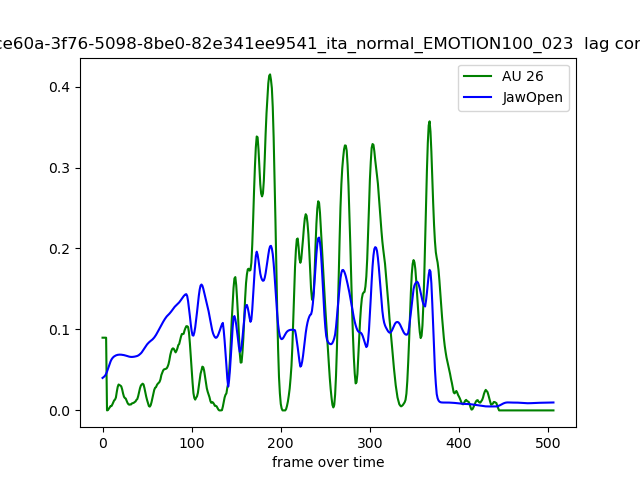 ce60a-3f76-5098-8be0-82e341ee9541_ita_normal_EMOTION100_023 lag cor
AU 26
JawOpen
0.4
0.3
0.2
0.1
0.0
0 100 200 300 400 500
frame over time